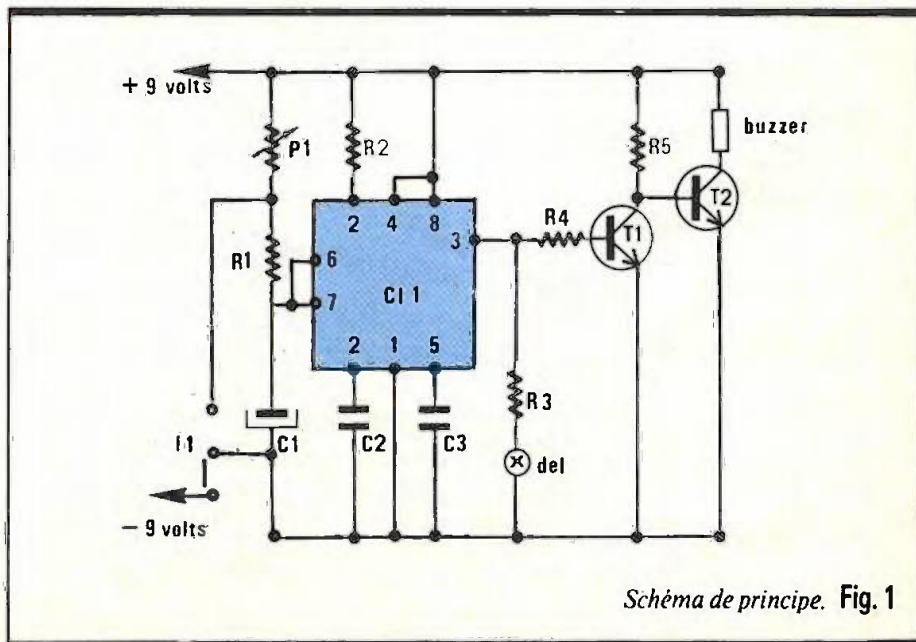 + 9 volts
P1
R2
R5
buzzer
T2
2 4 8
3
R4
T1
R1
6
CI 1
7
2 1 5
R3
I1
C1
C2
C3
del
− 9 volts
Schéma de principe. Fig. 1